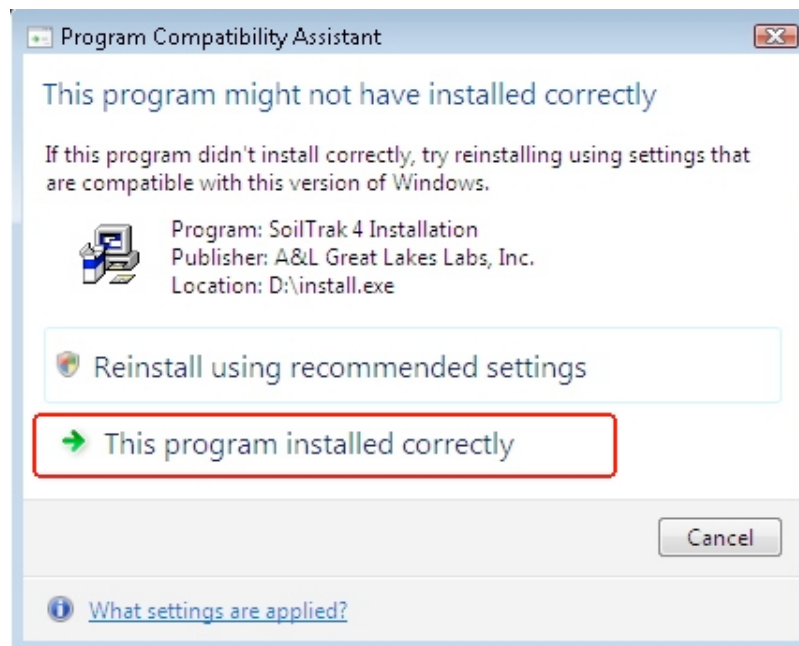 Program Compatibility Assistant
This program might not have installed correctly
If this program didn't install correctly, try reinstalling using settings that
are compatible with this version of Windows.
Program: SoilTrak 4 Installation
Publisher: A&L Great Lakes Labs, Inc.
Location: D:\install.exe
Reinstall using recommended settings
This program installed correctly
Cancel
What settings are applied?